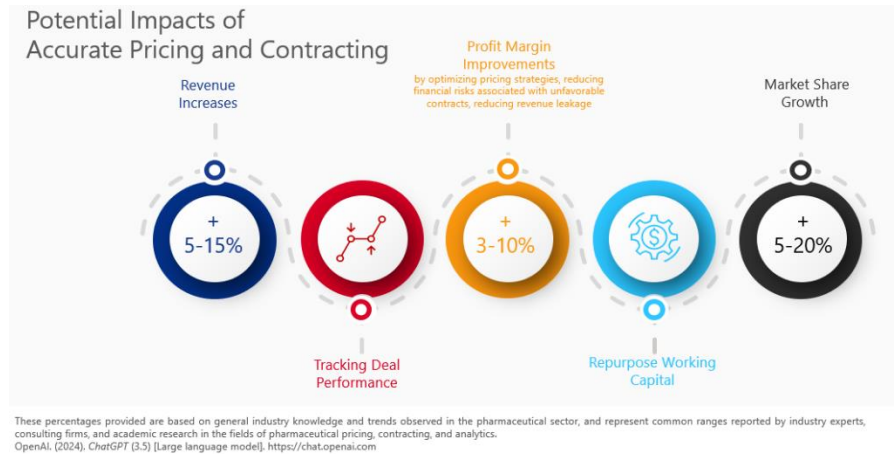 Potential Impacts of
Accurate Pricing and Contracting
Revenue
Increases
+
5-15%
Tracking Deal
Performance
Profit Margin
Improvements
by optimizing pricing strategies, reducing
financial risks associated with unfavorable
contracts, reducing revenue leakage
+
3-10%
$
Repurpose Working
Capital
Market Share
Growth
+
5-20%
These percentages provided are based on general industry knowledge and trends observed in the pharmaceutical sector, and represent common ranges reported by industry experts,
consulting firms, and academic research in the fields of pharmaceutical pricing, contracting, and analytics.
OpenAI. (2024). ChatGPT (3.5) [Large language model]. https://chat.openai.com